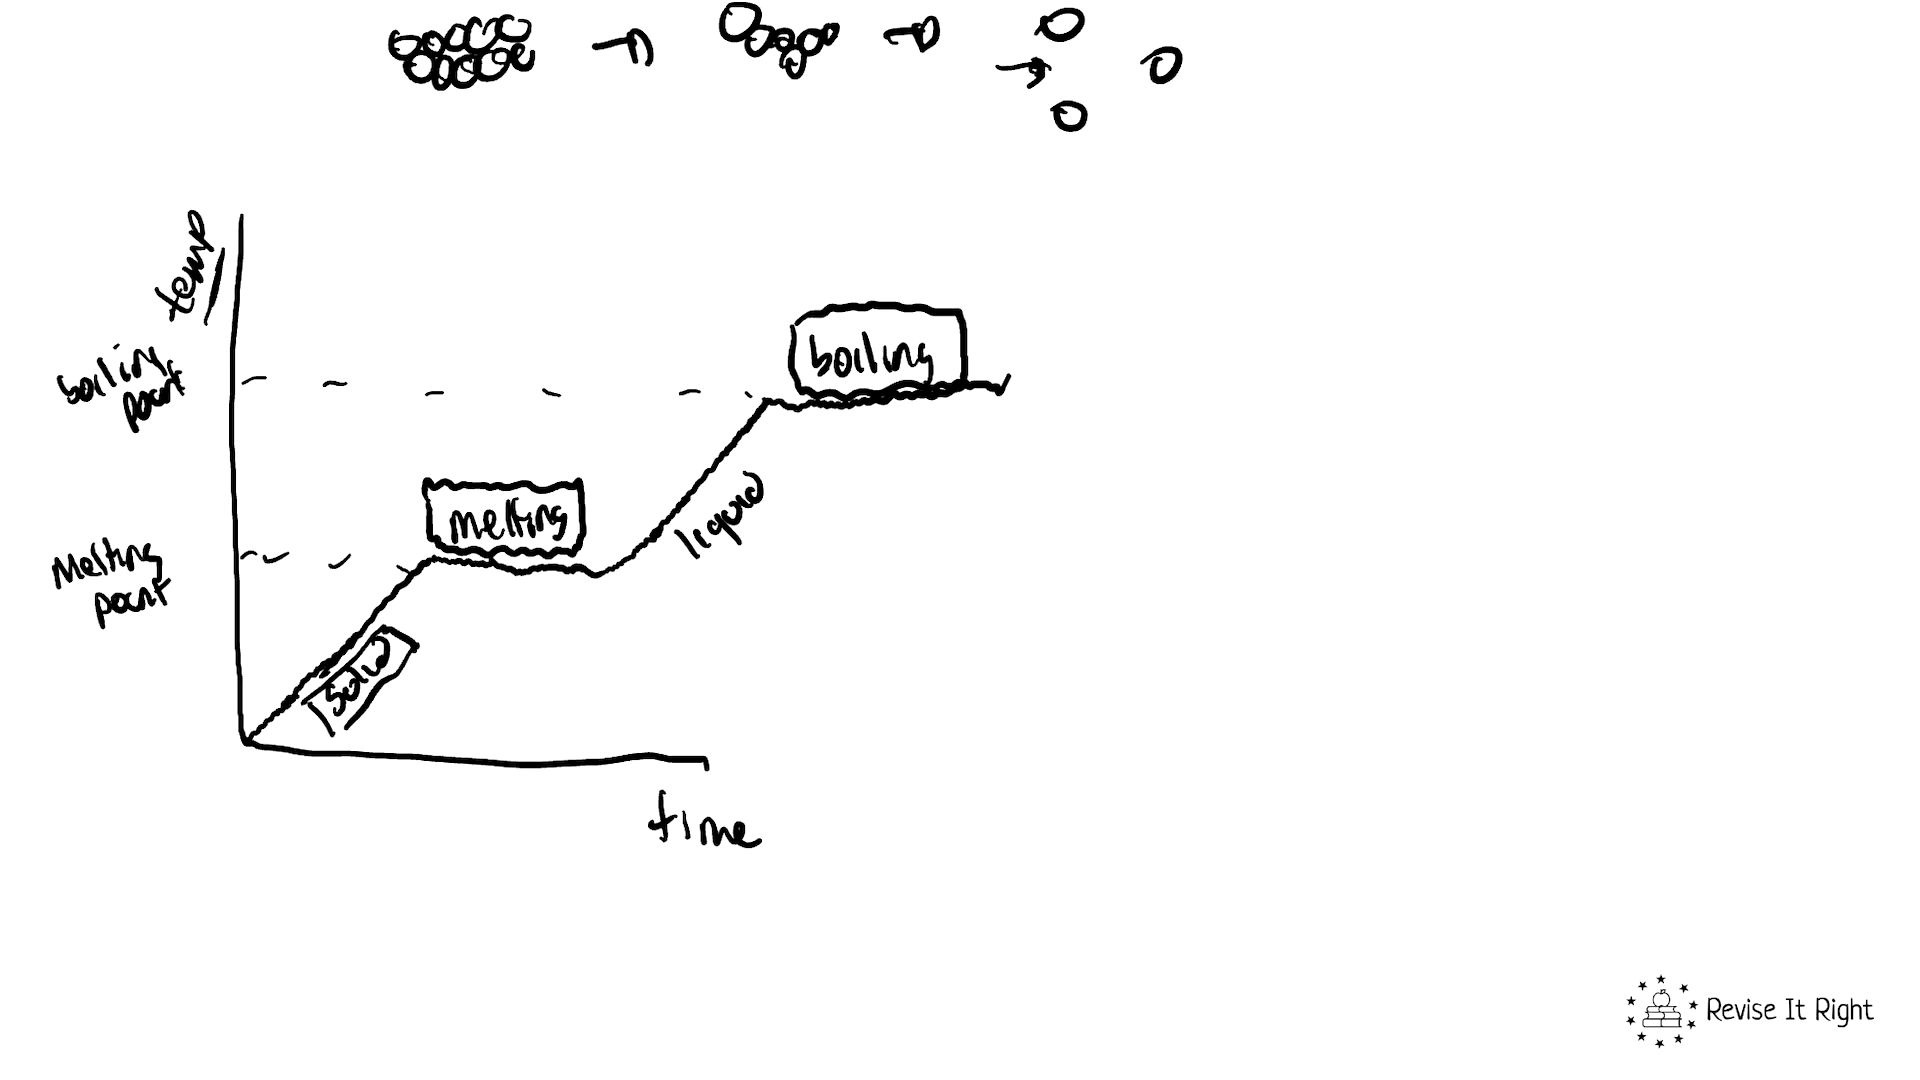 temp
boiling
boiling
point
melting
liquid
Melting
point
Solid
time
Revise It Right